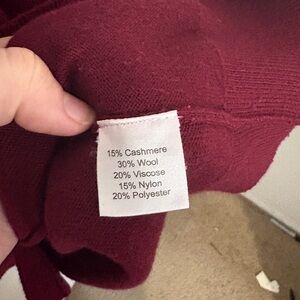 15% Cashmere
30% Wool
20% Viscose
15% Nylon
20% Polyester